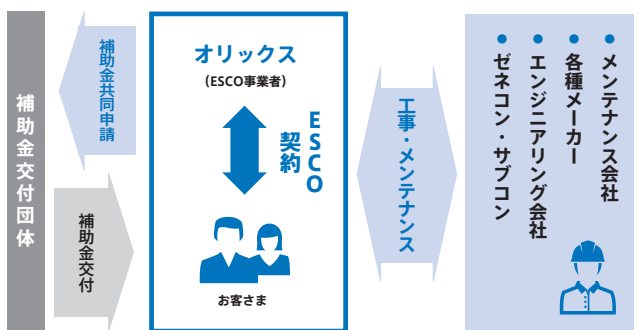 補助金交付団体
補助金共同申請
補助金交付
オリックス
（ESCO事業者）
ESCO
契約
お客さま
工事・メンテナンス
● メンテナンス会社
● 各種メーカー
● エンジニアリング会社
● ゼネコン・サブコン